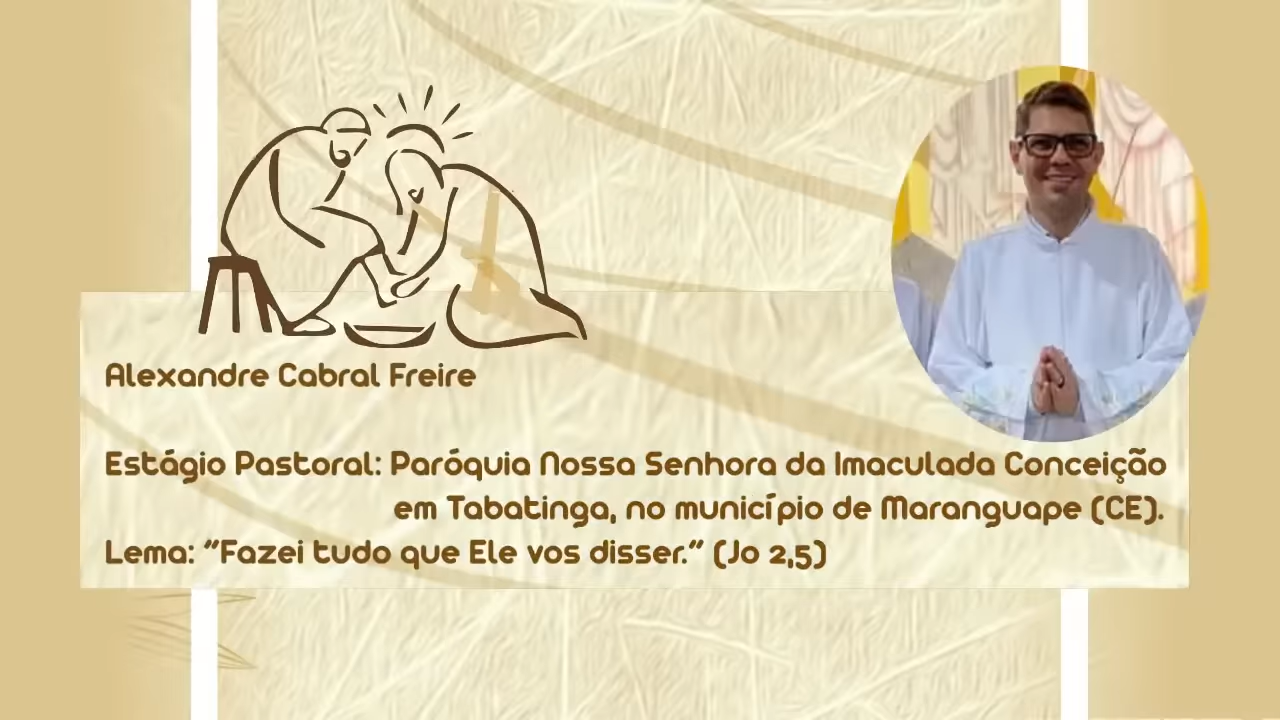 Alexandre Cabral Freire
Estágio Pastoral: Paróquia Nossa Senhora da Imaculada Conceição
em Tabatinga, no município de Maranguape (CE).
Lema: "Fazei tudo que Ele vos disser." (Jo 2,5)